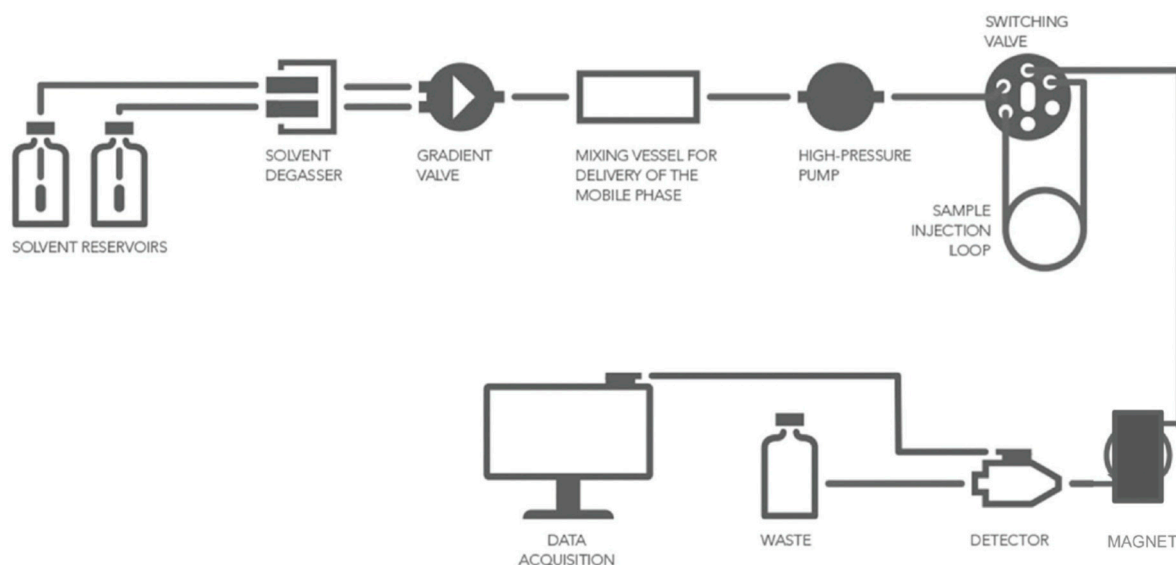 SWITCHING
VALVE
SOLVENT
DEGASSER
GRADIENT
VALVE
MIXING VESSEL FOR
DELIVERY OF THE
MOBILE PHASE
HIGH-PRESSURE
PUMP
SAMPLE
INJECTION
LOOP
SOLVENT RESERVOIRS
DATA
ACQUISITION
WASTE
DETECTOR
MAGNET